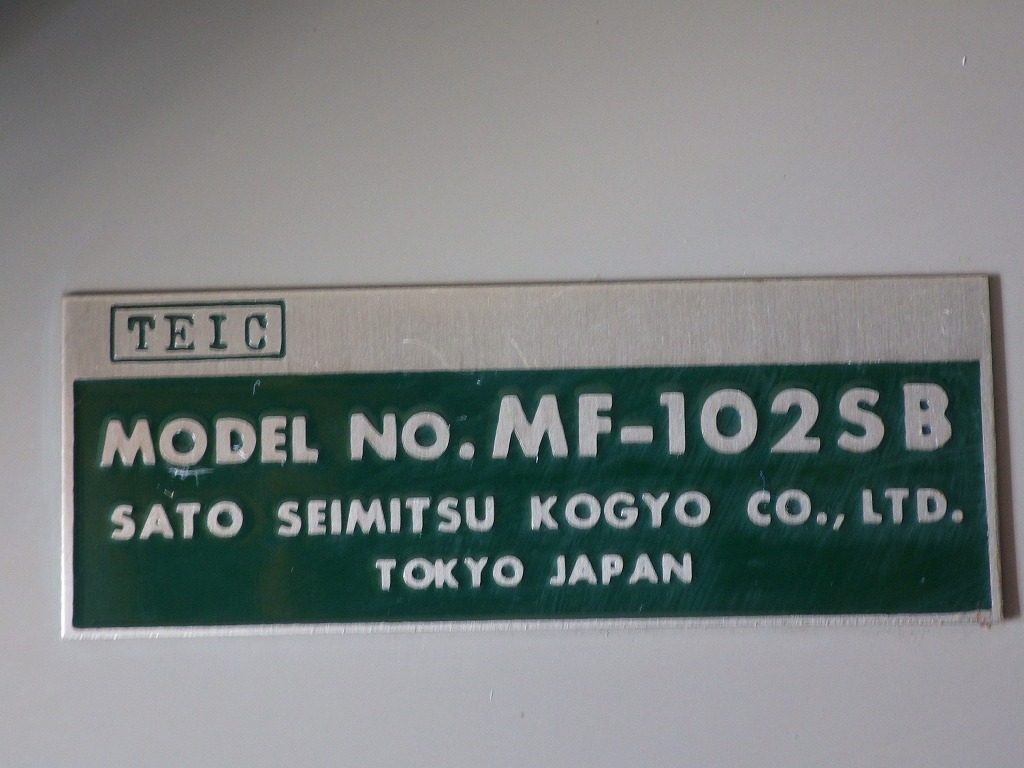 TEIC
MODEL NO. MF-102SB
SATO SEIMITSU KOGYO CO., LTD.
TOKYO JAPAN